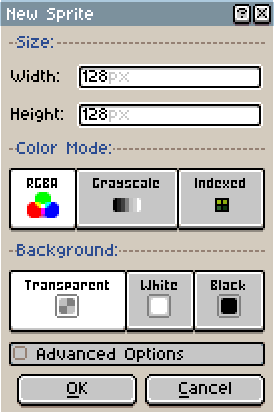 New Sprite ? X
Size:
Width: 128px
Height: 128px
Color Mode:
RGBA Grayscale Indexed
Background:
Transparent White Black
Advanced Options
OK Cancel